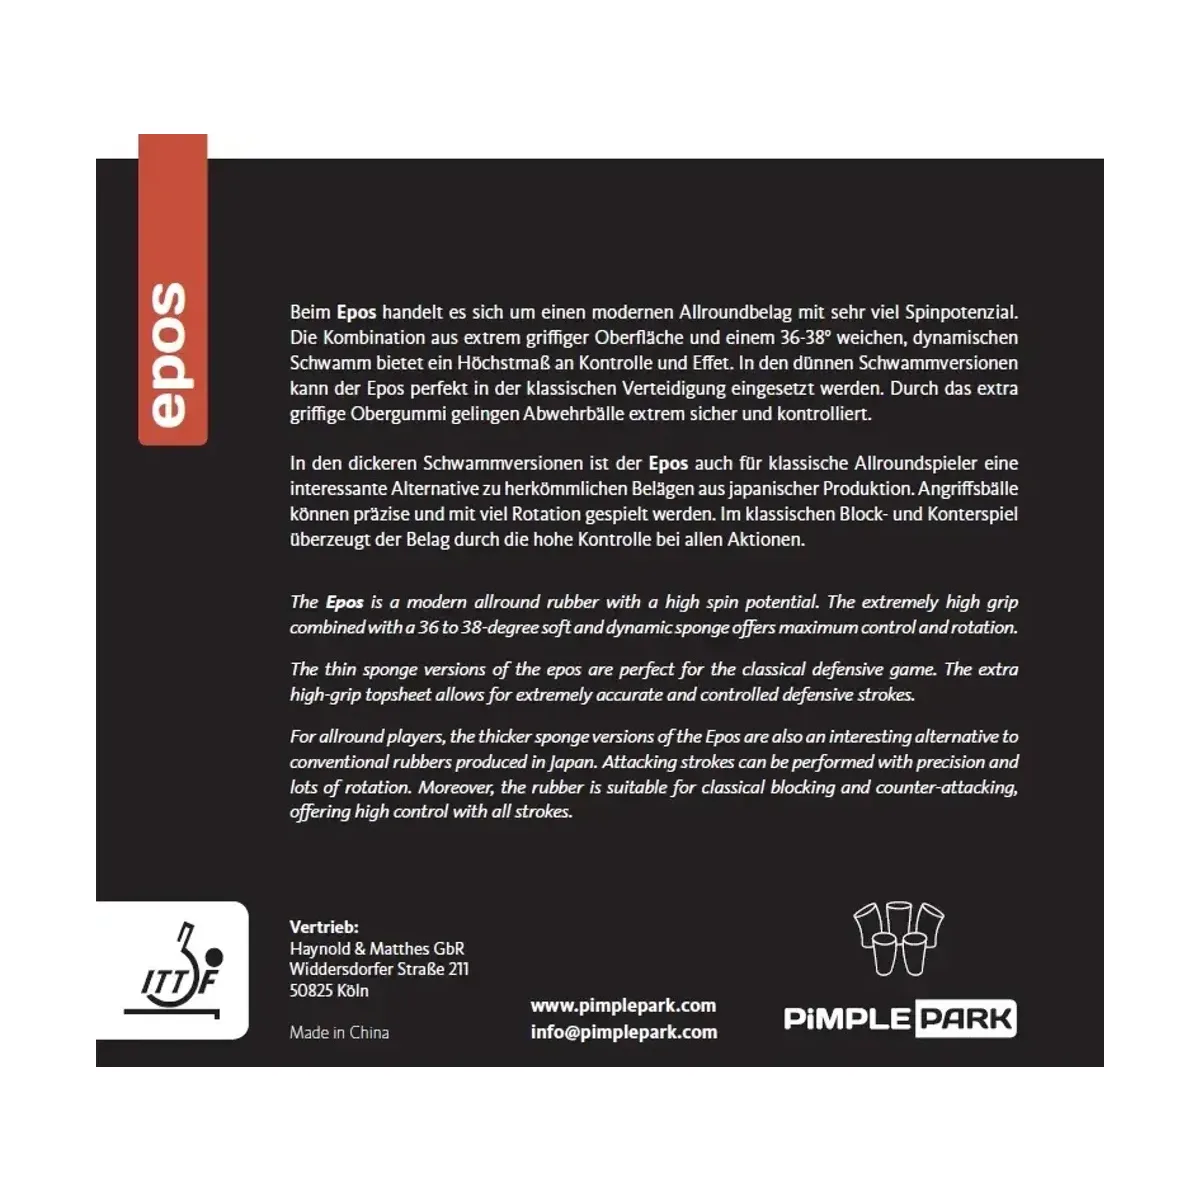 epos
Beim Epos handelt es sich um einen modernen Allroundbelag mit sehr viel Spinpotenzial.
Die Kombination aus extrem griffiger Oberfläche und einem 36-38° weichen, dynamischen
Schwamm bietet ein Höchstmaß an Kontrolle und Effet. In den dünnen Schwammversionen
kann der Epos perfekt in der klassischen Verteidigung eingesetzt werden. Durch das extra
griffige Obergummi gelingen Abwehrbälle extrem sicher und kontrolliert.
In den dickeren Schwammversionen ist der Epos auch für klassische Allroundspieler eine
interessante Alternative zu herkömmlichen Belägen aus japanischer Produktion. Angriffsbälle
können präzise und mit viel Rotation gespielt werden. Im klassischen Block- und Konterspiel
überzeugt der Belag durch die hohe Kontrolle bei allen Aktionen.
The Epos is a modern allround rubber with a high spin potential. The extremely high grip
combined with a 36 to 38-degree soft and dynamic sponge offers maximum control and rotation.
The thin sponge versions of the epos are perfect for the classical defensive game. The extra
high-grip topsheet allows for extremely accurate and controlled defensive strokes.
For allround players, the thicker sponge versions of the Epos are also an interesting alternative to
conventional rubbers produced in Japan. Attacking strokes can be performed with precision and
lots of rotation. Moreover, the rubber is suitable for classical blocking and counter-attacking,
offering high control with all strokes.
ITTF
Vertrieb:
Haynold & Matthes GbR
Widdersdorfer Straße 211
50825 Köln
Made in China
www.pimplepark.com
info@pimplepark.com
PiMPLE PARK